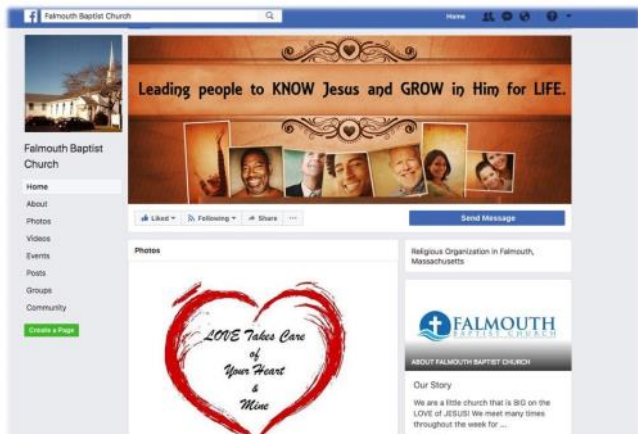 Falmouth Baptist Church
Home
Leading people to KNOW Jesus and GROW in Him for LIFE.
Falmouth Baptist
Church
Home
About
Photos
Videos
Events
Posts
Groups
Community
Create a Page
Liked
Following
Share
Send Message
Photos
LOVE Takes Care
of
Your Heart
&
Mine
Religious Organization in Falmouth,
Massachusetts
FALMOUTH
BAPTIST CHURCH
ABOUT FALMOUTH BAPTIST CHURCH
Our Story
We are a little church that is BIG on the
LOVE of JESUS! We meet many times
throughout the week for ...